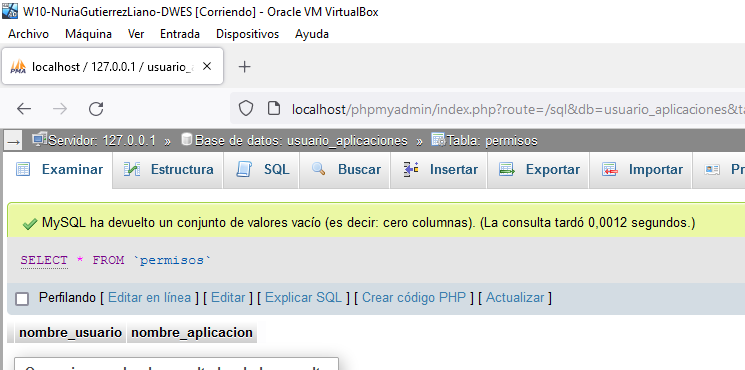 W10-NuriaGutierrezLiano-DWES [Corriendo] - Oracle VM VirtualBox
Archivo Máquina Ver Entrada Dispositivos Ayuda
PMA localhost / 127.0.0.1 / usuario_
localhost/phpmyadmin/index.php?route=/sql&db=usuario_aplicaciones&ta
Servidor: 127.0.0.1 » Base de datos: usuario_aplicaciones » Tabla: permisos
Examinar Estructura SQL Buscar Insertar Exportar Importar Pr
MySQL ha devuelto un conjunto de valores vacío (es decir: cero columnas). (La consulta tardó 0,0012 segundos.)
SELECT * FROM `permisos`
Perfilando [ Editar en línea ] [ Editar ] [ Explicar SQL ] [ Crear código PHP ] [ Actualizar ]
nombre_usuario nombre_aplicacion